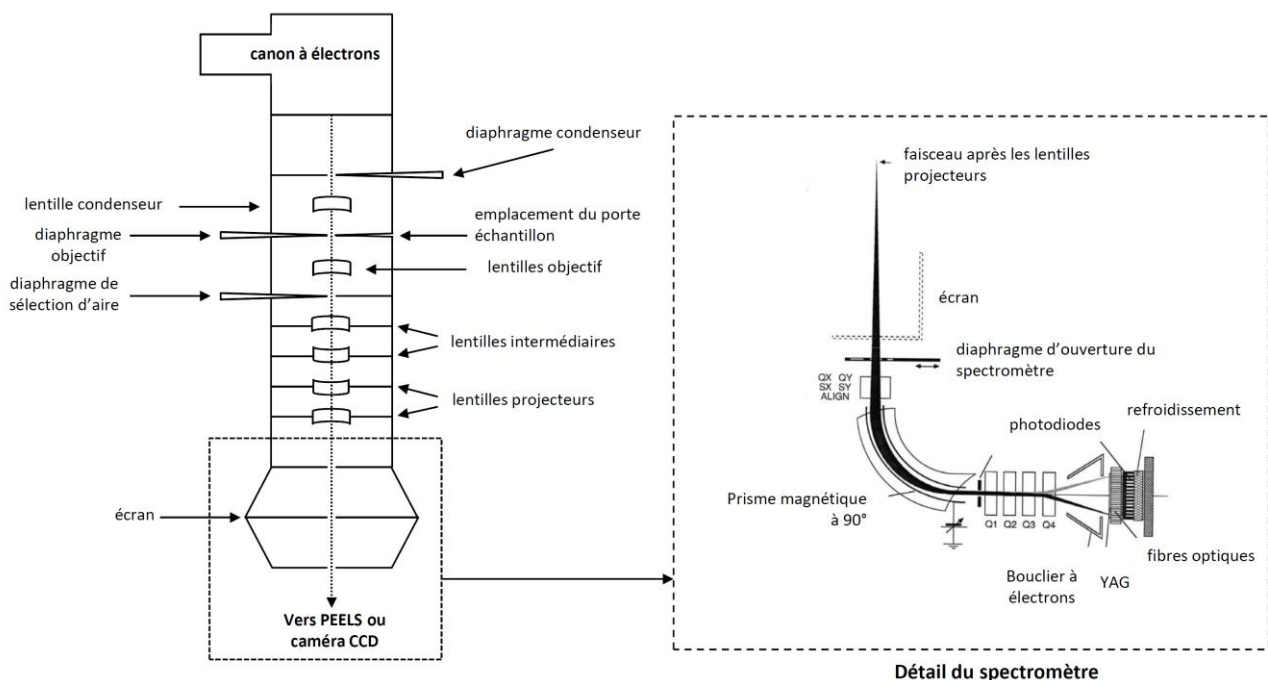 canon à électrons
diaphragme condenseur
lentille condenseur
diaphragme
objectif
emplacement du porte
échantillon
lentilles objectif
diaphragme de
sélection d’aire
lentilles intermédiaires
lentilles projecteurs
écran
Vers PEELS ou
caméra CCD
faisceau après les lentilles
projecteurs
écran
diaphragme d’ouverture du
spectromètre
QX QY
SX SY
ALIGN
refroidissement
photodiodes
Prisme magnétique
à 90°
Q1 Q2 Q3 Q4
fibres optiques
Bouclier à
électrons
YAG
Détail du spectromètre